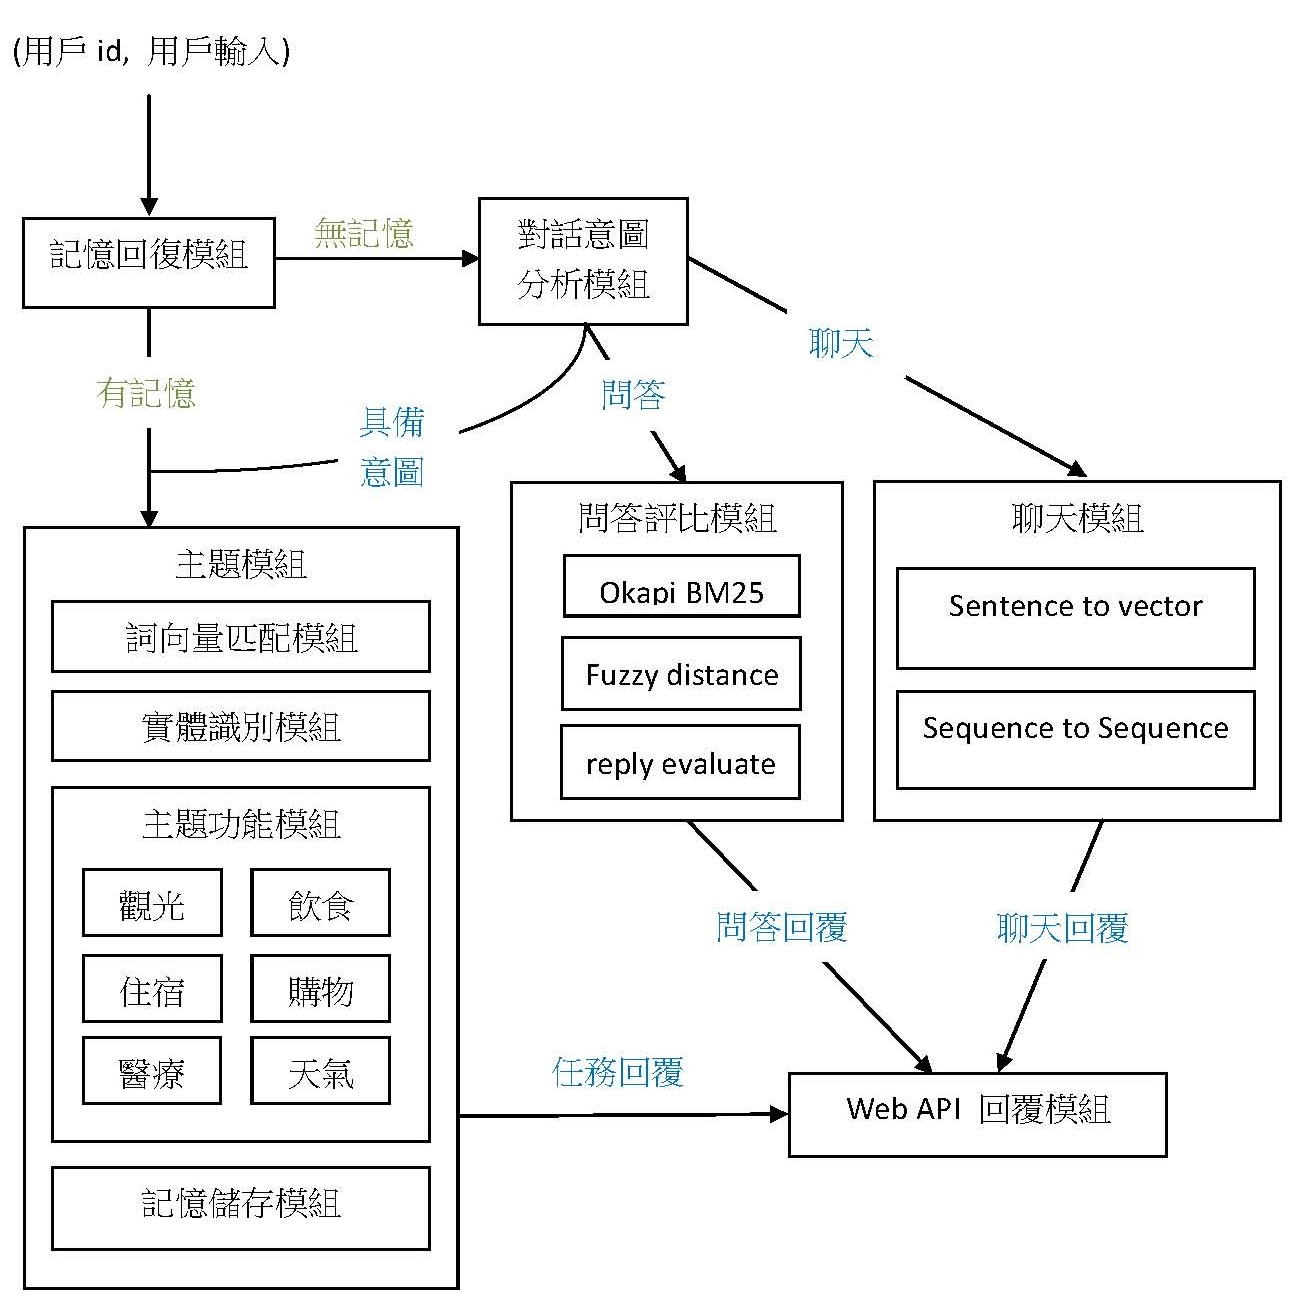 (用戶 id, 用戶輸入)
記憶回復模組
無記憶
對話意圖
分析模組
聊天
有記憶
具備
意圖
問答
主題模組
詞向量匹配模組
實體識別模組
主題功能模組
觀光
飲食
住宿
購物
醫療
天氣
記憶儲存模組
問答評比模組
Okapi BM25
Fuzzy distance
reply evaluate
聊天模組
Sentence to vector
Sequence to Sequence
問答回覆
聊天回覆
任務回覆
Web API 回覆模組